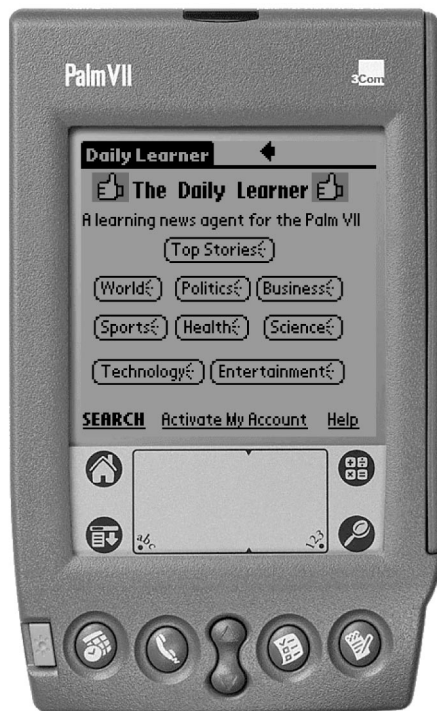 PalmVII
3Com
Daily Learner
The Daily Learner
A learning news agent for the Palm VII
Top Stories
World Politics Business
Sports Health Science
Technology Entertainment
SEARCH Activate My Account Help
abc 123